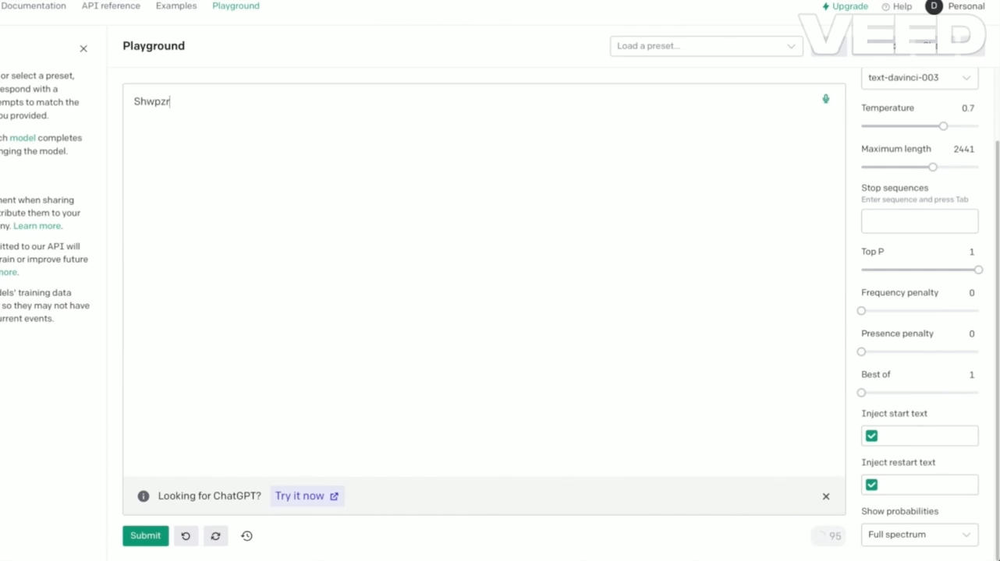 Documentation
API reference
Examples
Playground
Upgrade
Help
D
Personal
VEED
Playground
Load a preset...
or select a preset,
espond with a
empts to match the
ou provided.
ch model completes
nging the model.
nent when sharing
tribute them to your
ny. Learn more.
itted to our API will
rain or improve future
more.
dels' training data
so they may not have
urrent events.
Shwpzr
Looking for ChatGPT?
Try it now
Submit
95
text-davinci-003
Temperature 0.7
Maximum length 2441
Stop sequences
Enter sequence and press Tab
Top P 1
Frequency penalty 0
Presence penalty 0
Best of 1
Inject start text
Inject restart text
Show probabilities
Full spectrum